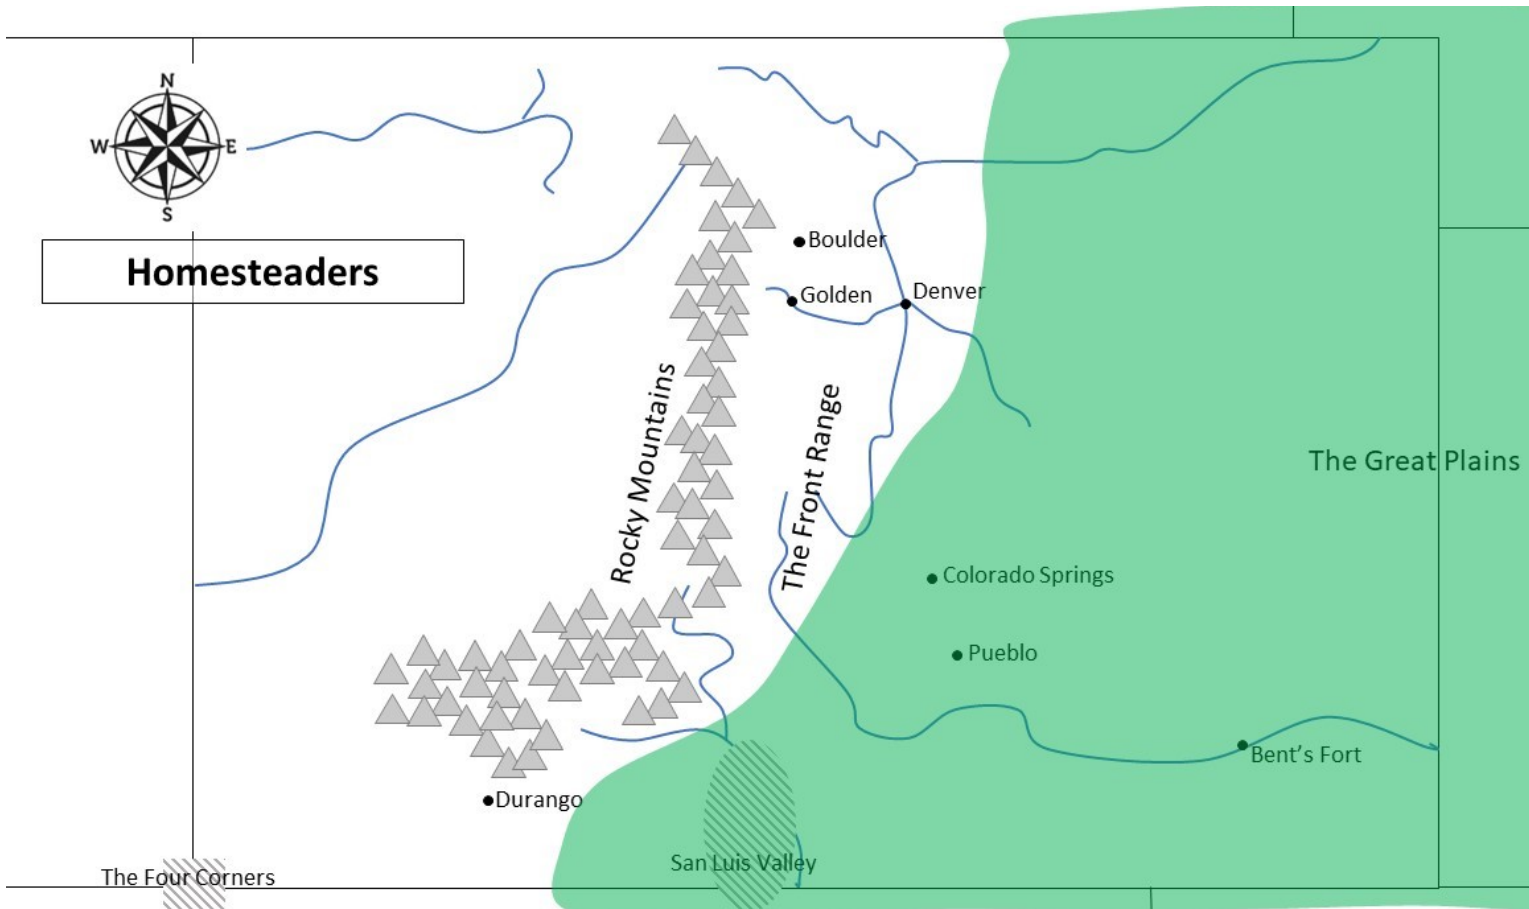 N
W E
S
Homesteaders
Boulder
Golden
Denver
Rocky Mountains
The Front Range
The Great Plains
Colorado Springs
Pueblo
Bent's Fort
Durango
San Luis Valley
The Four Corners